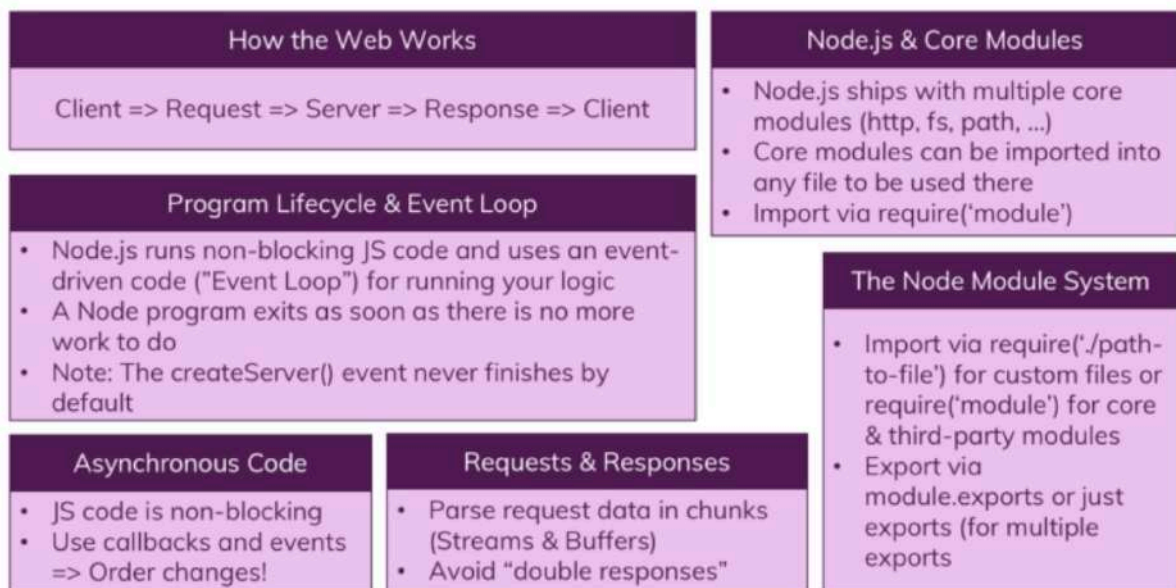 How the Web Works
Client => Request => Server => Response => Client
Node.js & Core Modules
• Node.js ships with multiple core
modules (http, fs, path, ...)
• Core modules can be imported into
any file to be used there
• Import via require(‘module’)
Program Lifecycle & Event Loop
• Node.js runs non-blocking JS code and uses an event-
driven code (”Event Loop”) for running your logic
• A Node program exits as soon as there is no more
work to do
• Note: The createServer() event never finishes by
default
The Node Module System
• Import via require(‘./path-
to-file’) for custom files or
require(‘module’) for core
& third-party modules
• Export via
module.exports or just
exports (for multiple
exports
Asynchronous Code
• JS code is non-blocking
• Use callbacks and events
=> Order changes!
Requests & Responses
• Parse request data in chunks
(Streams & Buffers)
• Avoid “double responses”